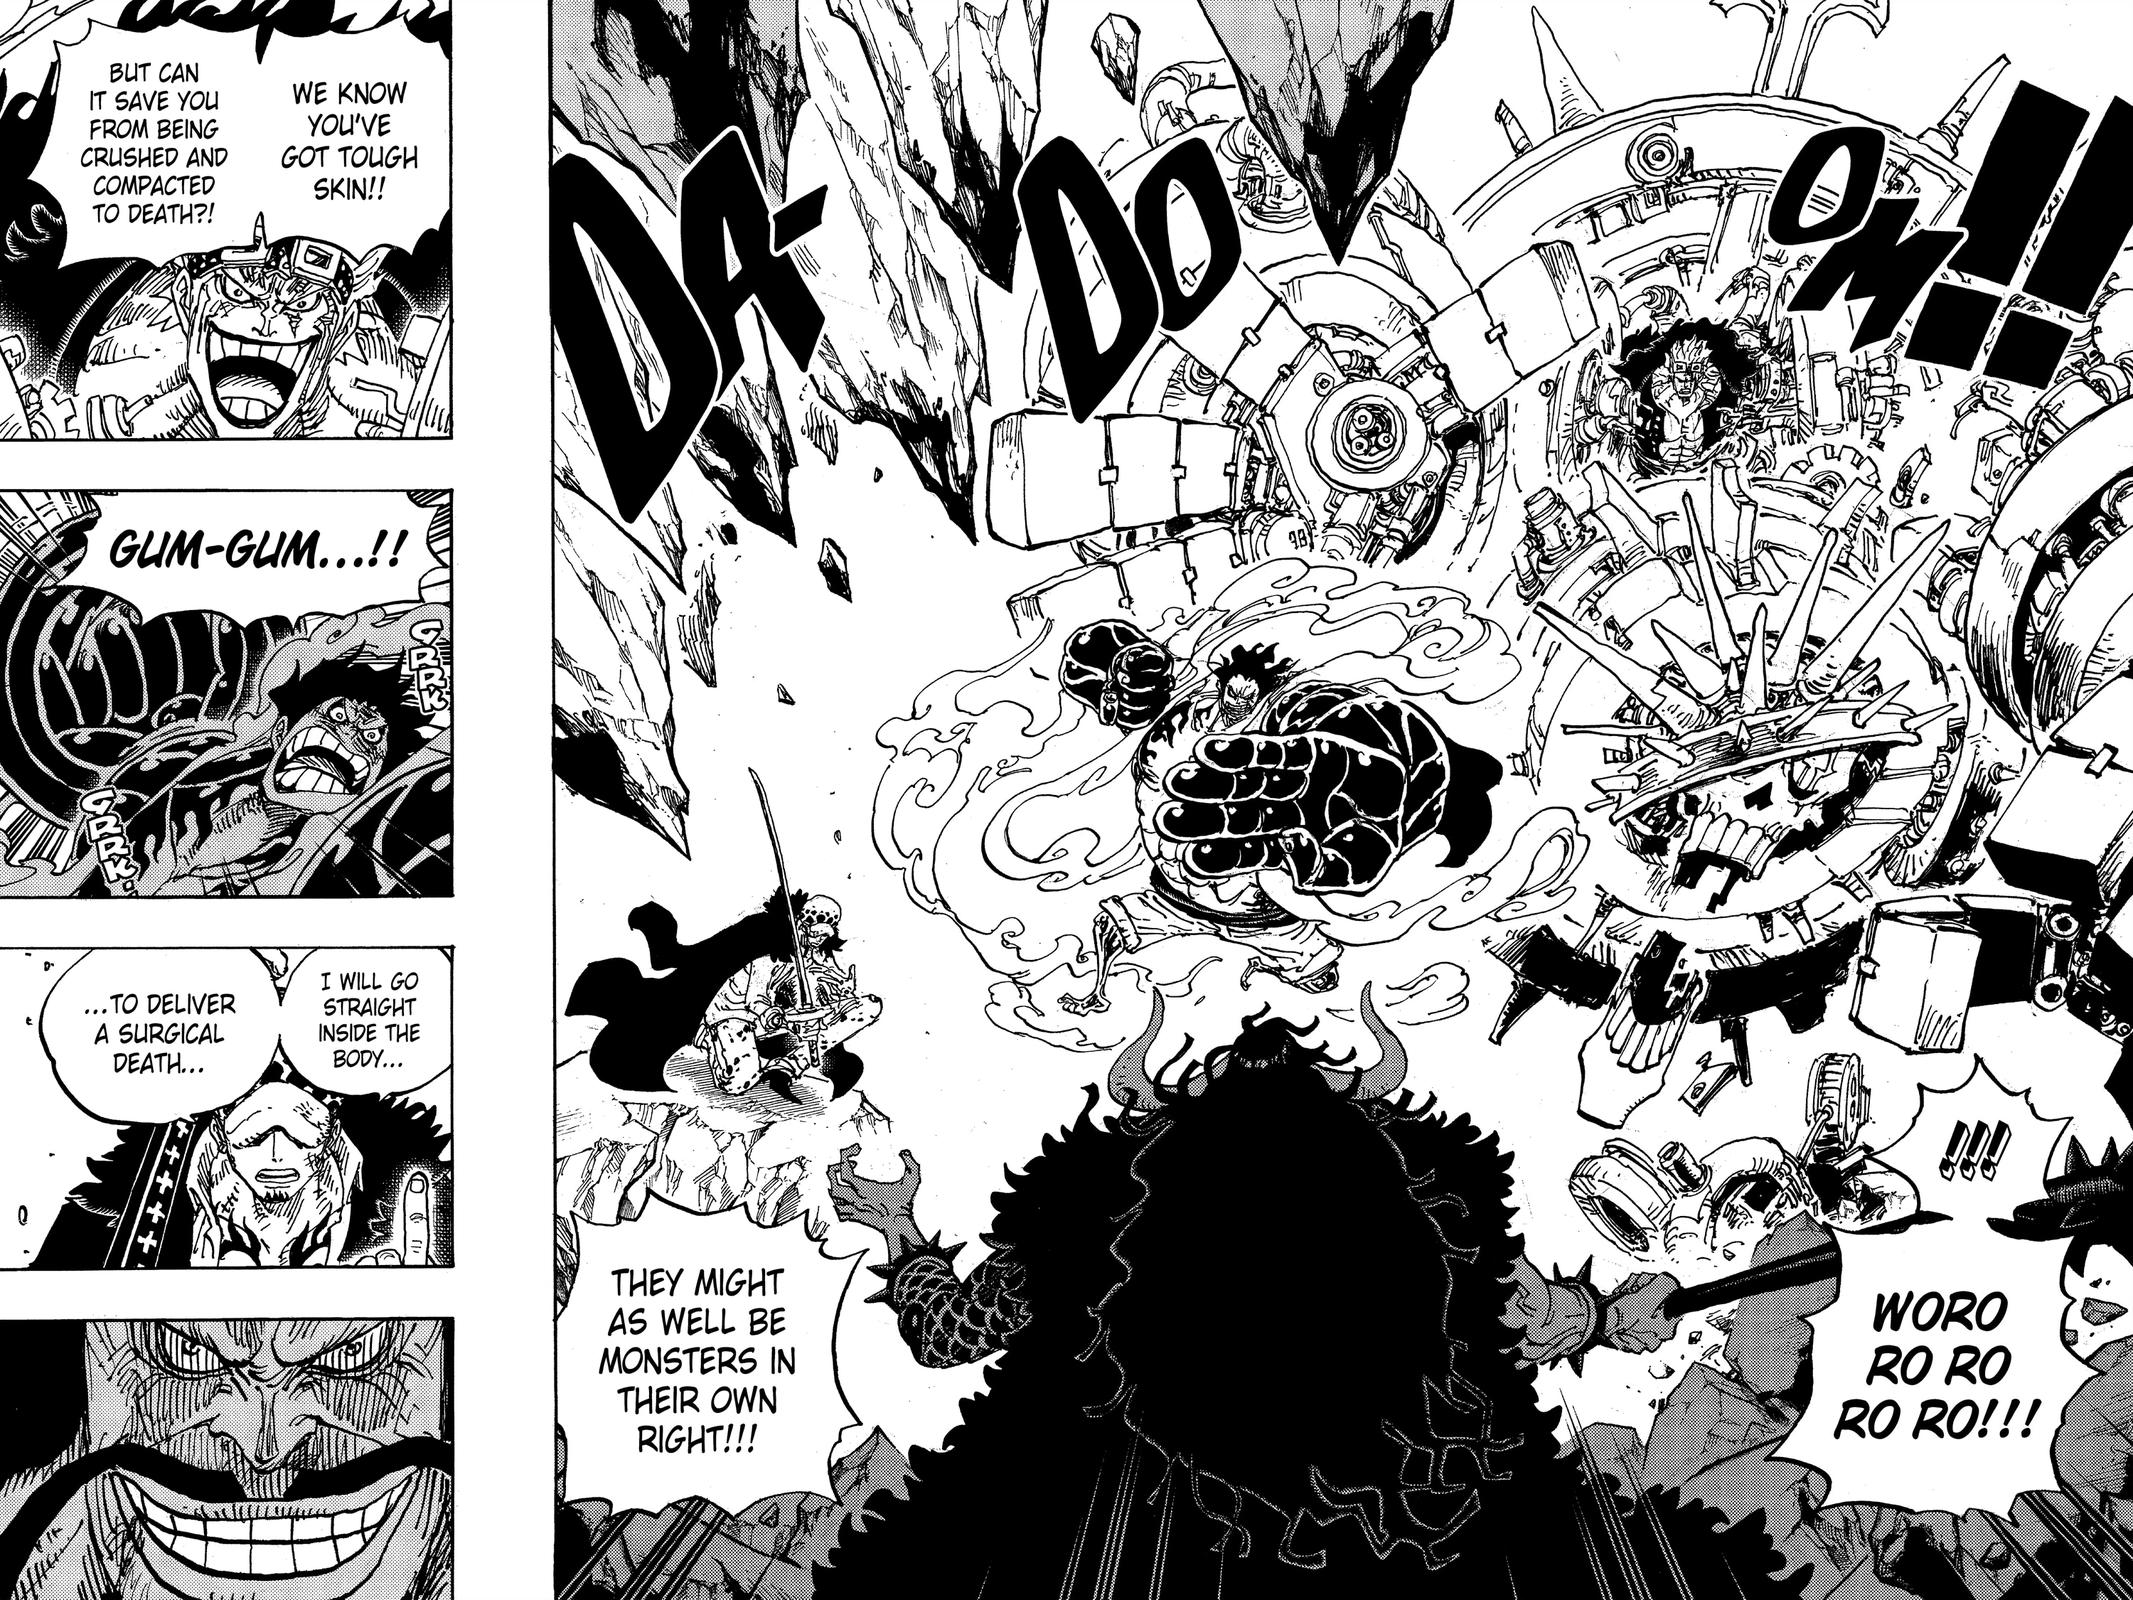 DA-
DO
OM!!
!!!
WORO
RO RO
RO RO!!!
THEY MIGHT
AS WELL BE
MONSTERS IN
THEIR OWN
RIGHT!!!
WE KNOW
YOU'VE
GOT TOUGH
SKIN!!
BUT CAN
IT SAVE YOU
FROM BEING
CRUSHED AND
COMPACTED
TO DEATH?!
GUM-GUM...!!
GRRK
GRRK.
I WILL GO
STRAIGHT
INSIDE THE
BODY...
...TO DELIVER
A SURGICAL
DEATH...